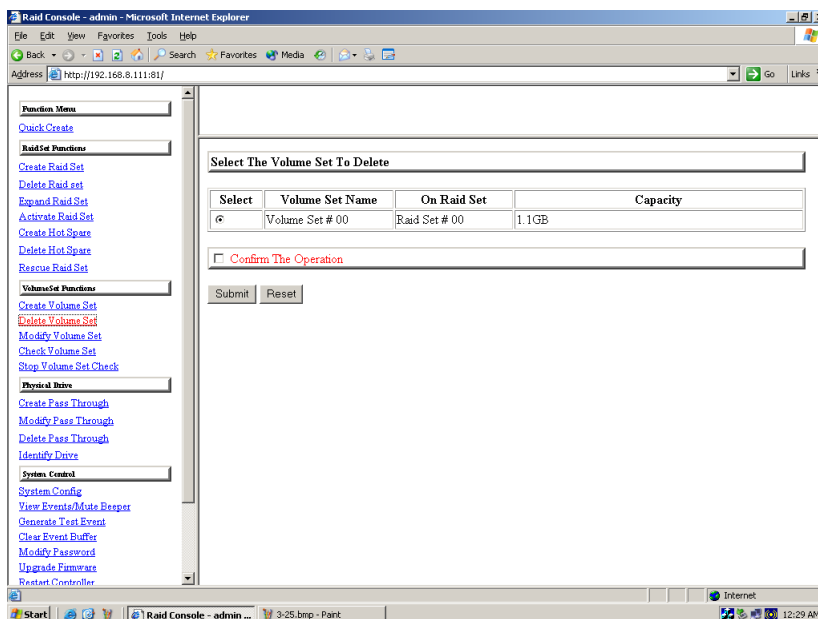 Raid Console - admin - Microsoft Internet Explorer
File Edit View Favorites Tools Help
Back Search Favorites Media
Address http://192.168.8.111:81/ Go Links
Function Menu
Quick Create
RaidSet Functions
Create Raid Set
Delete Raid set
Expand Raid Set
Activate Raid Set
Create Hot Spare
Delete Hot Spare
Rescue Raid Set
VolumeSet Functions
Create Volume Set
Delete Volume Set
Modify Volume Set
Check Volume Set
Stop Volume Set Check
Physical Drive
Create Pass Through
Modify Pass Through
Delete Pass Through
Identify Drive
System Control
System Config
View Events/Mute Beeper
Generate Test Event
Clear Event Buffer
Modify Password
Upgrade Firmware
Restart Controller
Select The Volume Set To Delete
Select Volume Set Name On Raid Set Capacity
Volume Set # 00 Raid Set # 00 1.1GB
Confirm The Operation
Submit Reset
Internet
Start Raid Console - admin ... 3-25.bmp - Paint 12:29 AM